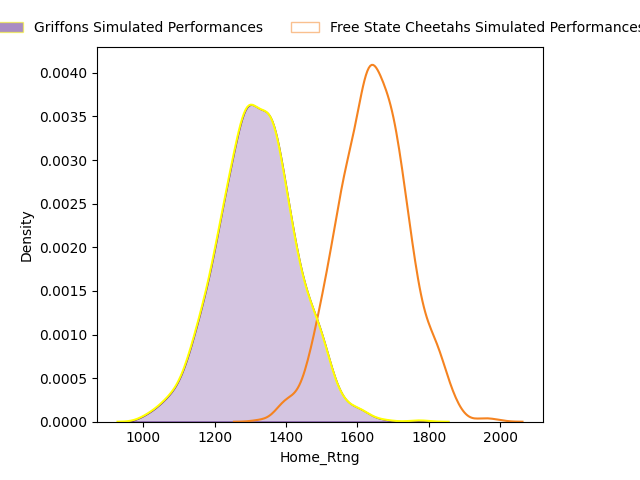 Griffons Simulated Performances Free State Cheetahs Simulated Performances
0.0040
0.0035
0.0030
0.0025
0.0020
0.0015
0.0010
0.0005
0.0000
Density
1000 1200 1400 1600 1800 2000
Home_Rtng